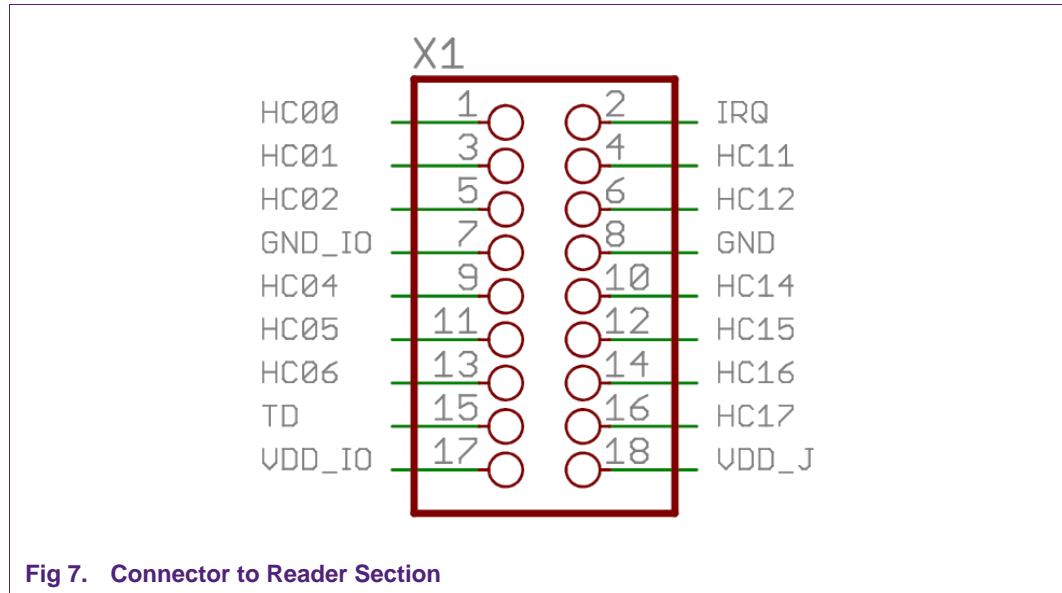 X1
HC00 1 2 IRQ
HC01 3 4 HC11
HC02 5 6 HC12
GND_IO 7 8 GND
HC04 9 10 HC14
HC05 11 12 HC15
HC06 13 14 HC16
TD 15 16 HC17
VDD_IO 17 18 VDD_J
Fig 7. Connector to Reader Section